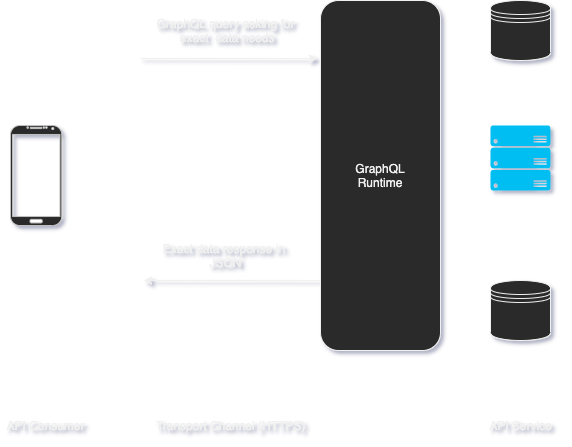 GraphQL query asking for
exact data needs
GraphQL
Runtime
Exact data response in
JSON
API Consumer
Transport Channel (HTTPS)
API Service